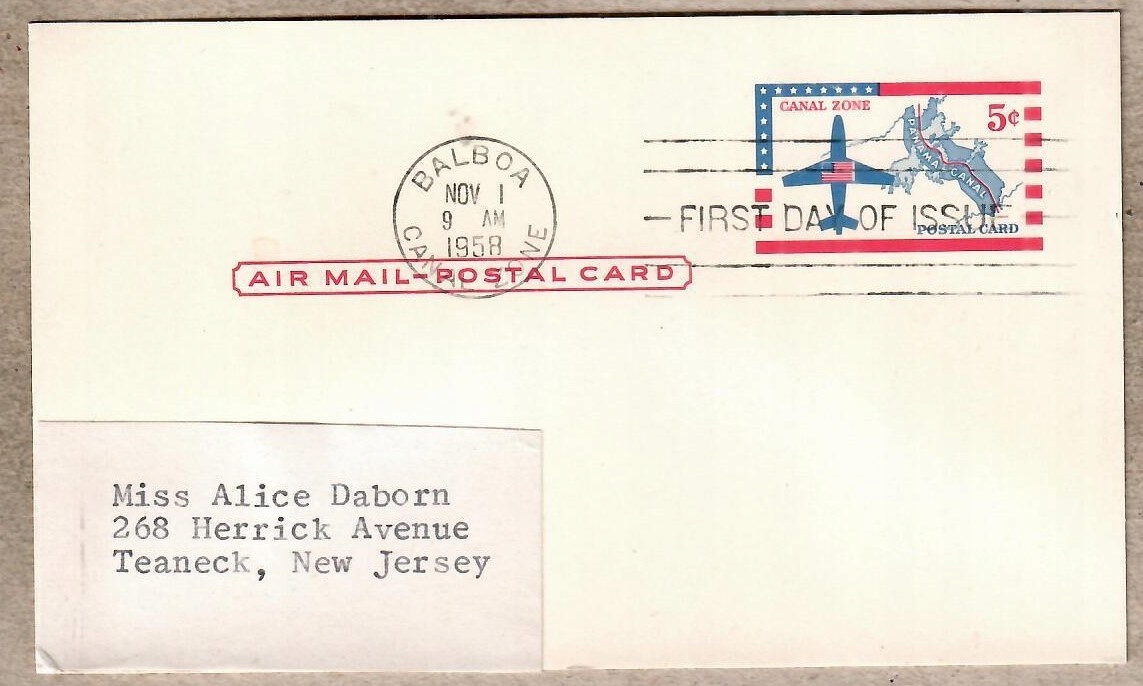 CANAL ZONE
5¢
PANAMA CANAL
POSTAL CARD
BALBOA
NOV 1
9 AM
1958
CANAL ZONE
FIRST DAY OF ISSUE
AIR MAIL-POSTAL CARD
Miss Alice Daborn
268 Herrick Avenue
Teaneck, New Jersey